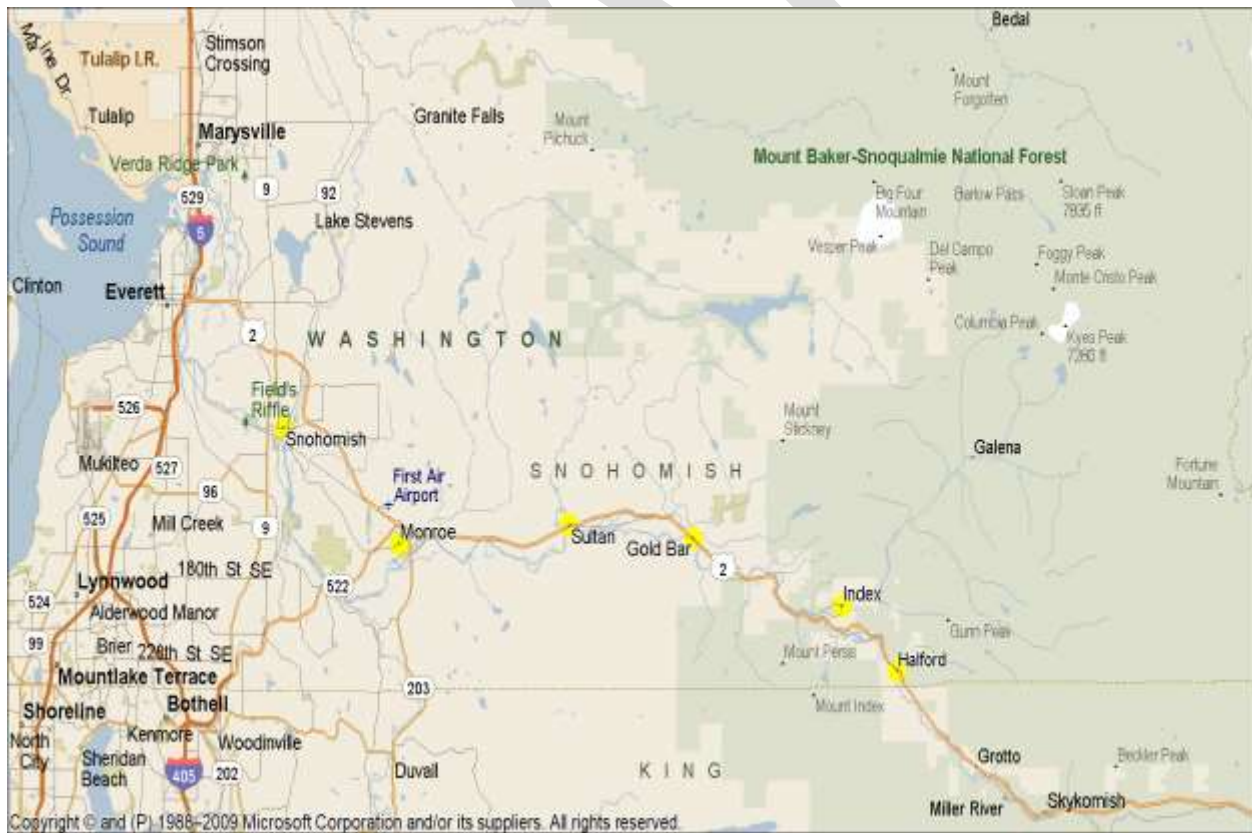 Bedal
Stimson
Crossing
Ma
ine Dr.
Tulalip I.R.
Mount
Forgotten
Tulalip
Granite Falls
Mount
Pilchuck
Marysville
Verda Ridge Park
Mount Baker-Snoqualmie National Forest
529
9
92
Big Four
Mountain
Barlow Pass
Sloan Peak
7835 ft
Possession
Sound
Lake Stevens
5
Vesper Peak
Del Campo
Peak
Foggy Peak
Monte Cristo Peak
Clinton
Everett
2
WASHINGTON
Columbia Peak
Kyes Peak
7280 ft
Field's
Riffle
526
Snohomish
Mount
Stickney
Galena
Mukilteo
527
96
First Air
Airport
SNOHOMISH
Fortune
Mountain
525
Mill Creek
9
Monroe
Sultan
Gold Bar
2
180th St SE
522
Lynnwood
524
Alderwood Manor
Index
99
Brier
228th St SE
Gunn Peak
Mount Persis
Halford
Mountlake Terrace
203
Shoreline
Bothell
Mount Index
North
City
Kenmore
Woodinville
Sheridan
Beach
405
202
Duvall
KING
Grotto
Beckler Peak
Miller River
Skykomish
Copyright © and (P) 1988–2009 Microsoft Corporation and/or its suppliers. All rights reserved.